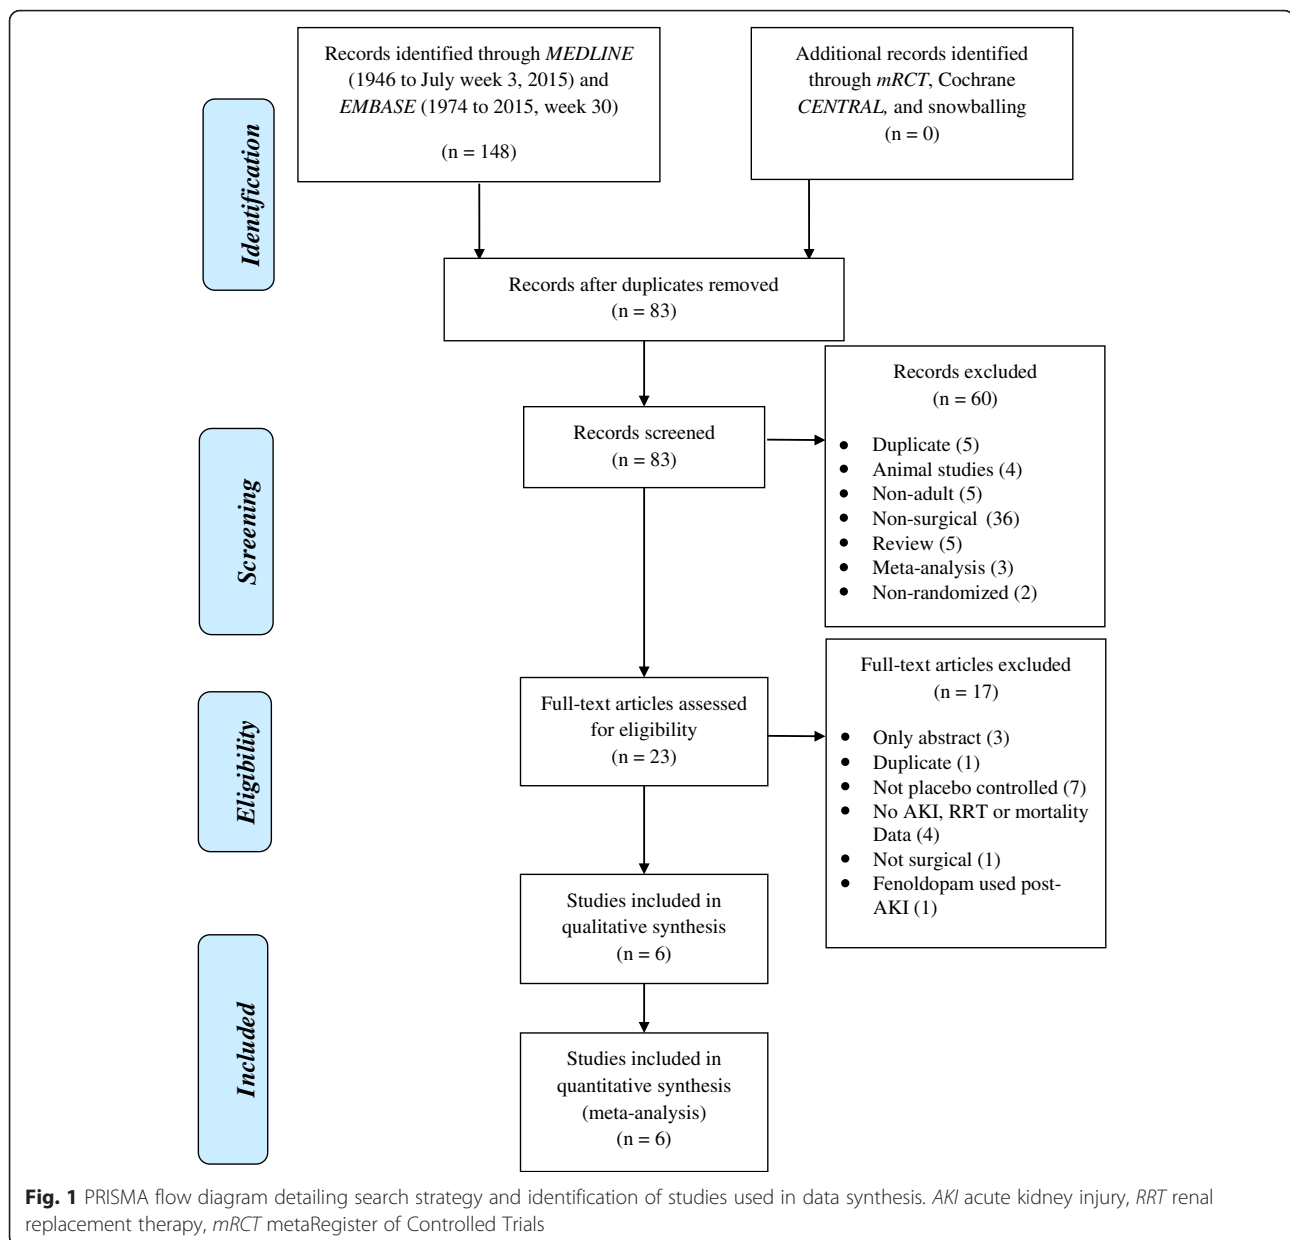 Records identified through MEDLINE
(1946 to July week 3, 2015) and
EMBASE (1974 to 2015, week 30)
(n = 148)
Additional records identified
through mRCT, Cochrane
CENTRAL, and snowballing
(n = 0)
Identification
Records after duplicates removed
(n = 83)
Screening
Records screened
(n = 83)
Records excluded
(n = 60)
• Duplicate (5)
• Animal studies (4)
• Non-adult (5)
• Non-surgical (36)
• Review (5)
• Meta-analysis (3)
• Non-randomized (2)
Eligibility
Full-text articles assessed
for eligibility
(n = 23)
Full-text articles excluded
(n = 17)
• Only abstract (3)
• Duplicate (1)
• Not placebo controlled (7)
• No AKI, RRT or mortality
Data (4)
• Not surgical (1)
• Fenoldopam used post-
AKI (1)
Included
Studies included in
qualitative synthesis
(n = 6)
Studies included in
quantitative synthesis
(meta-analysis)
(n = 6)
Fig. 1 PRISMA flow diagram detailing search strategy and identification of studies used in data synthesis. AKI acute kidney injury, RRT renal
replacement therapy, mRCT metaRegister of Controlled Trials